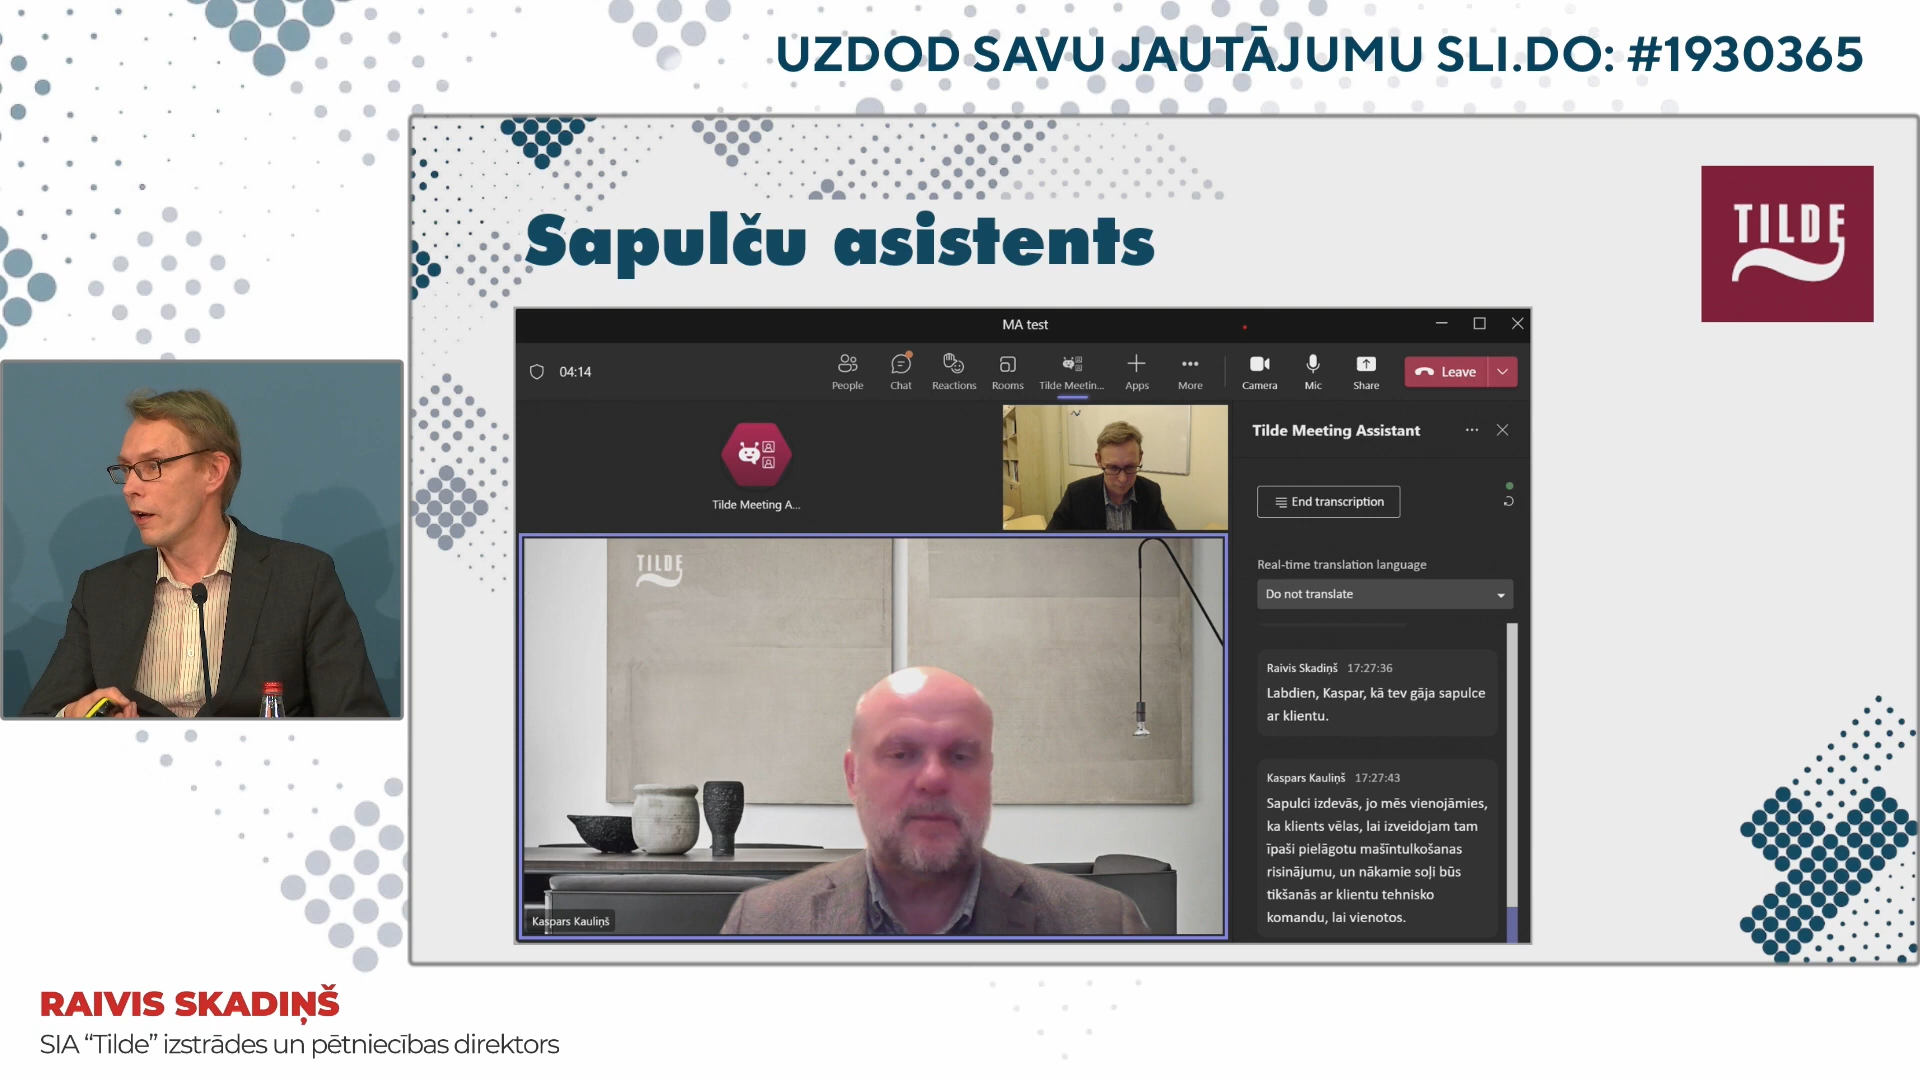 UZDOD SAVU JAUTĀJUMU SLI.DO: #1930365
TILDE
Sapulču asistents
MA test
04:14
People
Chat
Reactions
Rooms
Tilde Meetin...
Apps
More
Camera
Mic
Share
Leave
Tilde Meeting A...
Tilde Meeting Assistant
End transcription
Real-time translation language
Do not translate
TILDE
Raivis Skadiņš 17:27:36
Labdien, Kaspar, kā tev gāja sapulce
ar klientu.
Kaspars Kauliņš 17:27:43
Sapulci izdevās, jo mēs vienojāmies,
ka klients vēlas, lai izveidojam tam
īpaši pielāgotu mašīntulkošanas
risinājumu, un nākamie soļi būs
tikšanās ar klientu tehnisko
komandu, lai vienotos.
Kaspars Kauliņš
RAIVIS SKADIŅŠ
SIA “Tilde” izstrādes un pētniecības direktors